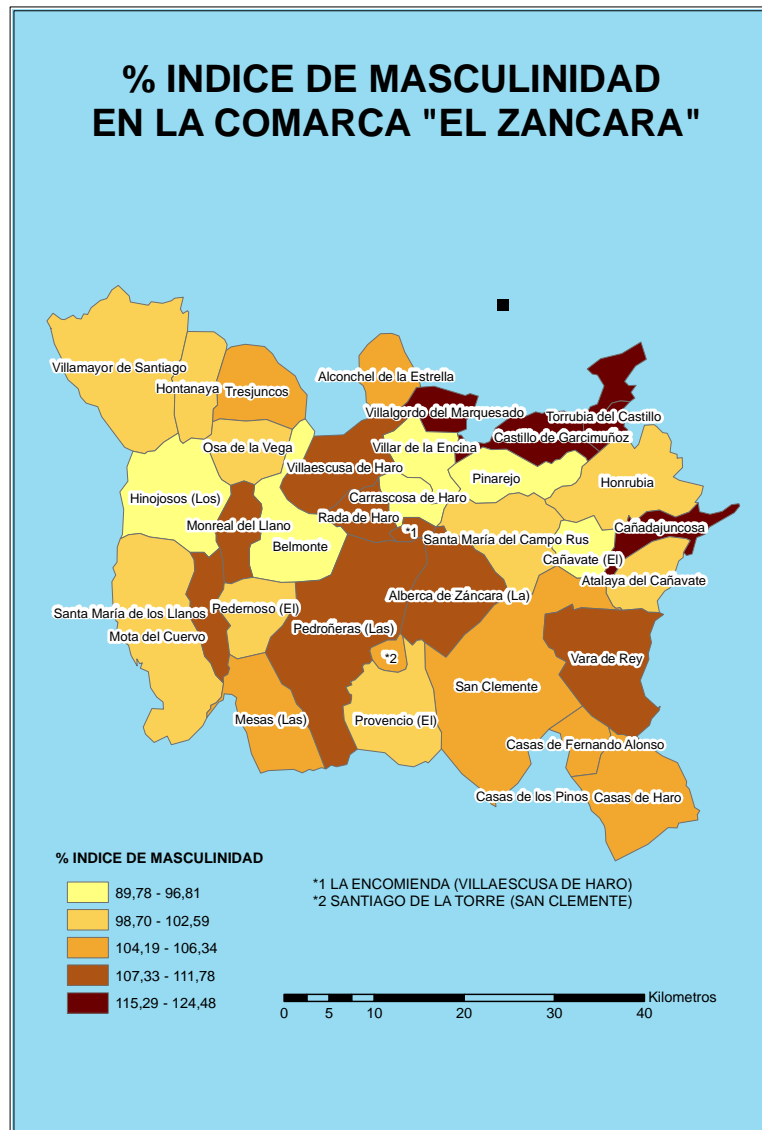 % INDICE DE MASCULINIDAD
EN LA COMARCA "EL ZANCARA"
Villamayor de Santiago
Hontanaya
Tresjuncos
Alconchel de la Estrella
Villalgordo del Marquesado
Torrubia del Castillo
Castillo de Garcimuñoz
Osa de la Vega
Villar de la Encina
Villaescusa de Haro
Pinarejo
Honrubia
Hinojosos (Los)
Carrascosa de Haro
Rada de Haro
Monreal del Llano
*1
Santa María del Campo Rus
Cañadajuncosa
Belmonte
Cañavate (El)
Atalaya del Cañavate
Alberca de Záncara (La)
Santa María de los Llanos
Pedernoso (El)
Mota del Cuervo
Pedroñeras (Las)
*2
Vara de Rey
San Clemente
Mesas (Las)
Provencio (El)
Casas de Fernando Alonso
Casas de los Pinos
Casas de Haro
% INDICE DE MASCULINIDAD
89,78 - 96,81
98,70 - 102,59
104,19 - 106,34
107,33 - 111,78
115,29 - 124,48
*1 LA ENCOMIENDA (VILLAESCUSA DE HARO)
*2 SANTIAGO DE LA TORRE (SAN CLEMENTE)
Kilometros
0 5 10 20 30 40